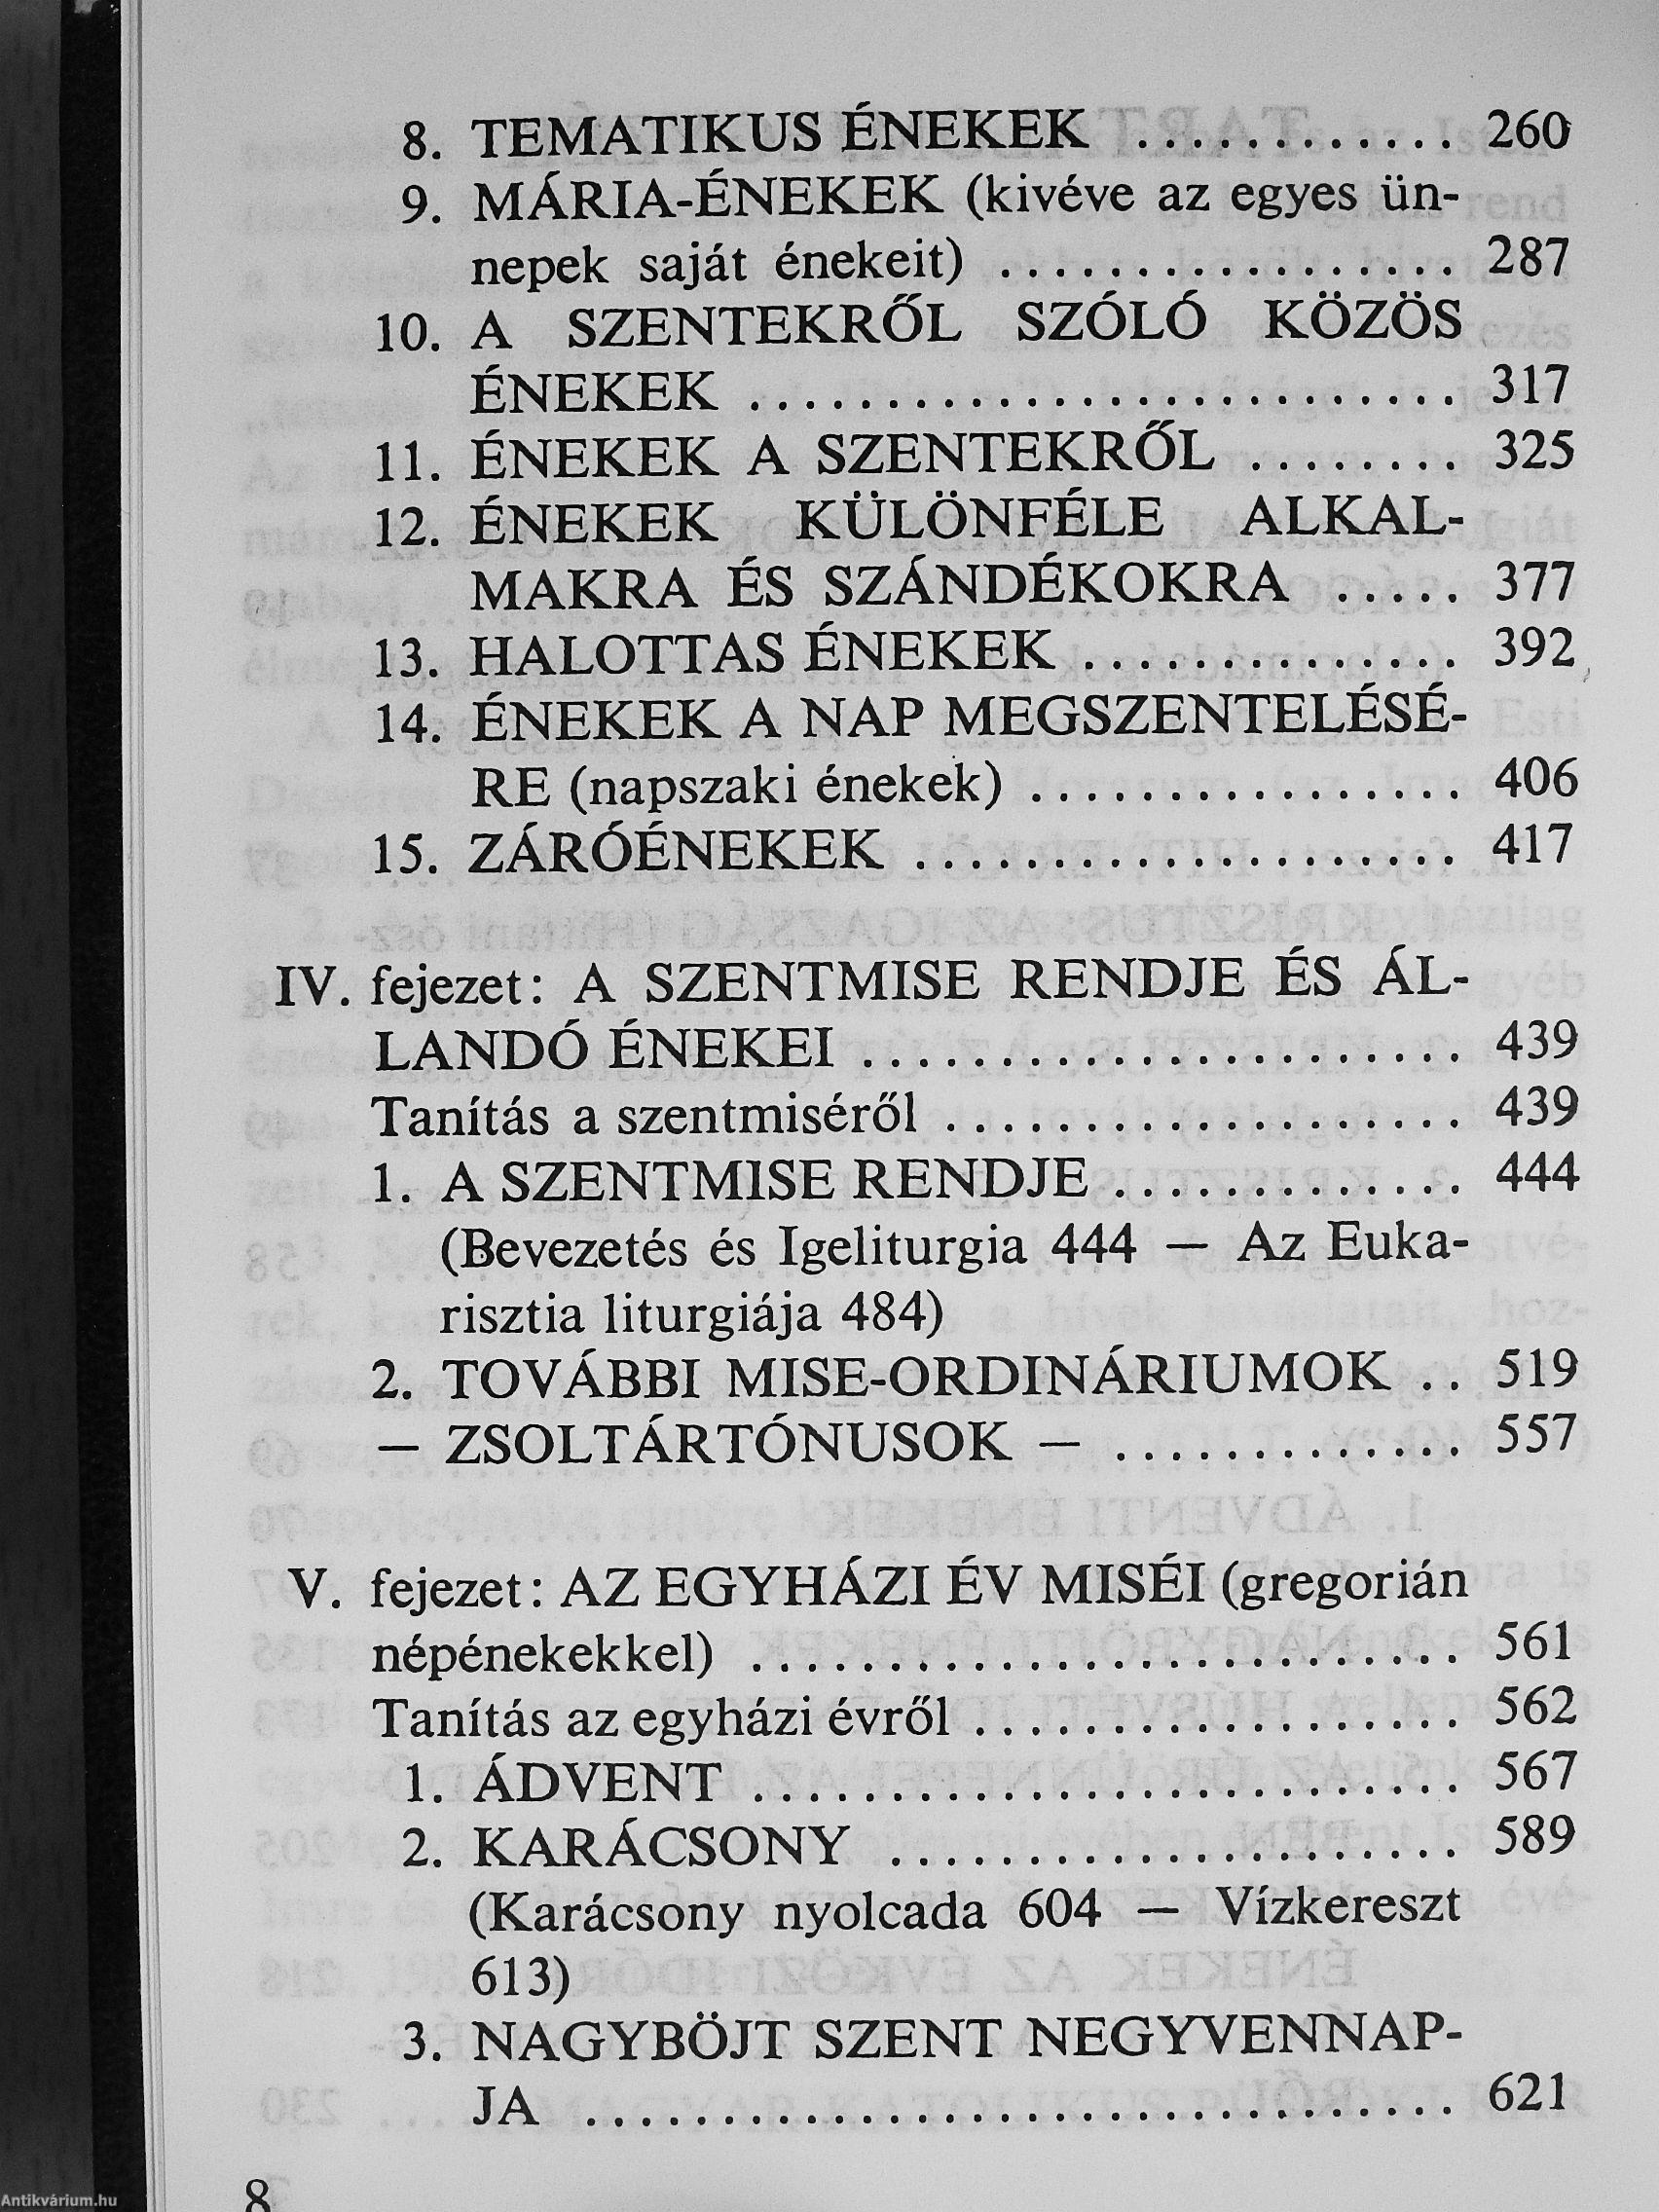 8. TEMATIKUS ÉNEKEK ............ 260
9. MÁRIA-ÉNEKEK (kivéve az egyes ün-
nepek saját énekeit) ................. 287
10. A SZENTEKRŐL SZÓLÓ KÖZÖS
ÉNEKEK .......................... 317
11. ÉNEKEK A SZENTEKRŐL ........ 325
12. ÉNEKEK KÜLÖNFÉLE ALKAL-
MAKRA ÉS SZÁNDÉKOKRA ..... 377
13. HALOTTAS ÉNEKEK .............. 392
14. ÉNEKEK A NAP MEGSZENTELÉSÉ-
RE (napszaki énekek) ................ 406
15. ZÁRÓÉNEKEK .................... 417
IV. fejezet: A SZENTMISE RENDJE ÉS ÁL-
LANDÓ ÉNEKEI ...................... 439
Tanítás a szentmiséről ................... 439
1. A SZENTMISE RENDJE ............. 444
(Bevezetés és Igeliturgia 444 — Az Euka-
risztia liturgiája 484)
2. TOVÁBBI MISE-ORDINÁRIUMOK .. 519
— ZSOLTÁRTÓNUSOK — ............. 557
V. fejezet: AZ EGYHÁZI ÉV MISÉI (gregorián
népénekekkel) .......................... 561
Tanítás az egyházi évről .................. 562
1. ÁDVENT .......................... 567
2. KARÁCSONY ..................... 589
(Karácsony nyolcada 604 — Vízkereszt
613)
3. NAGYBÖJT SZENT NEGYVENNAP-
JA ................................ 621
8
Antikvárium.hu